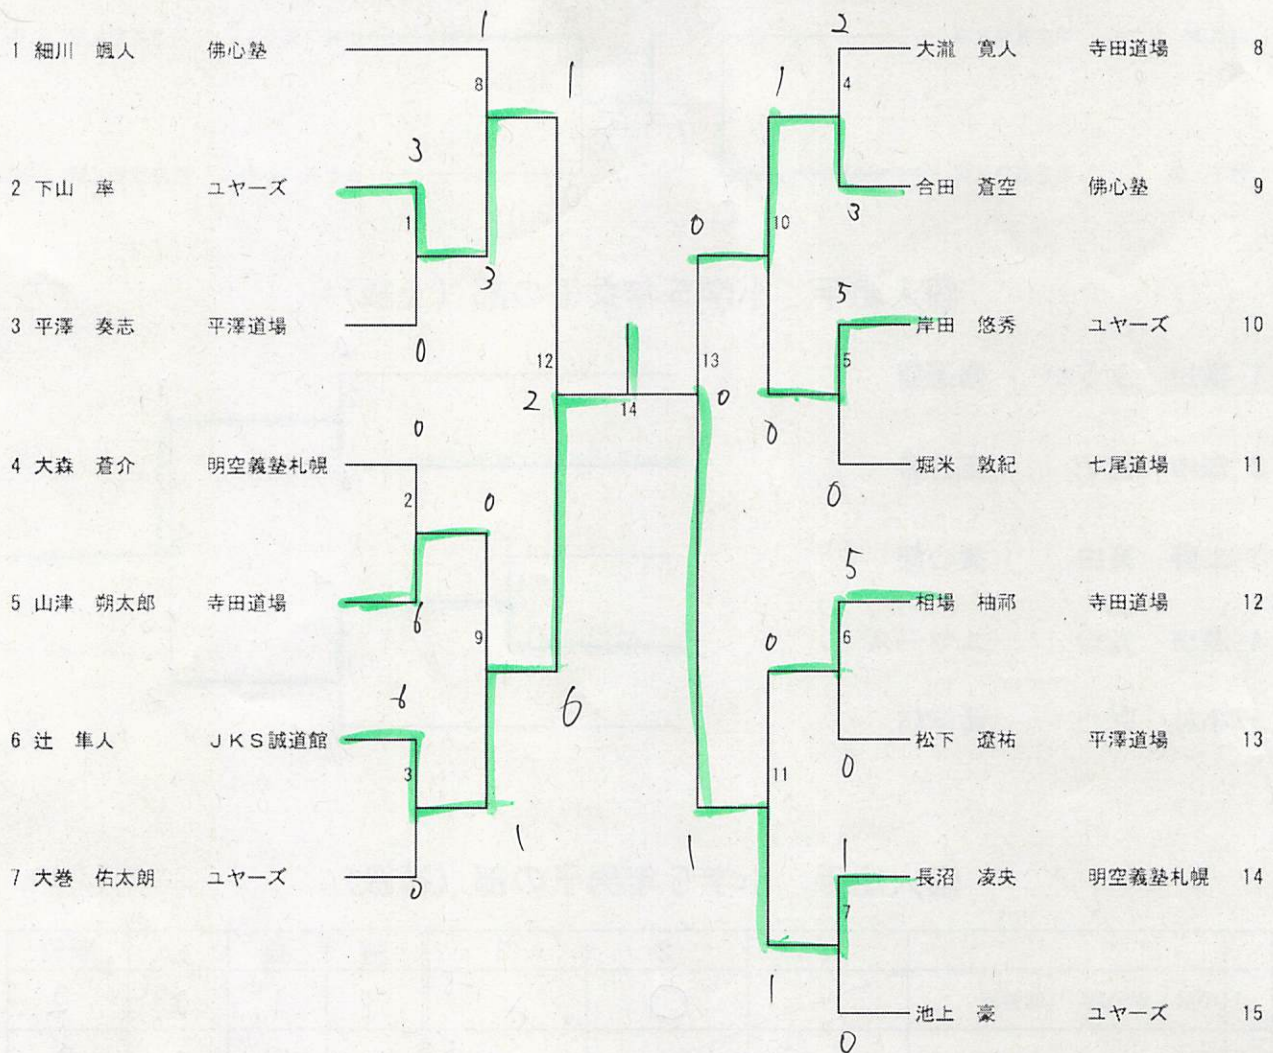 1
2
1 細川 颯人 佛心塾
大瀧 寛人 寺田道場 8
8
1
1
4
3
2 下山 率 ユヤーズ
合田 蒼空 佛心塾 9
1
0
10
3
3
5
3 平澤 奏志 平澤道場
岸田 悠秀 ユヤーズ 10
0
12
13
5
2
14
0
0
0
4 大森 蒼介 明空義塾札幌
堀米 敦紀 七尾道場 11
2
0
0
5
5 山津 朔太郎 寺田道場
相場 柚祁 寺田道場 12
6
9
0
6
6
6
6 辻 隼人 JKS誠道館
松下 遼祐 平澤道場 13
3
11
0
1
1
1
7 大巻 佑太朗 ユヤーズ
長沼 凌央 明空義塾札幌 14
0
7
1
池上 豪 ユヤーズ 15
0